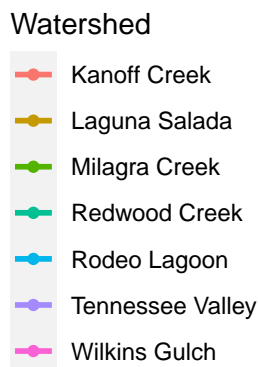 Watershed
Kanoff Creek
Laguna Salada
Milagra Creek
Redwood Creek
Rodeo Lagoon
Tennessee Valley
Wilkins Gulch